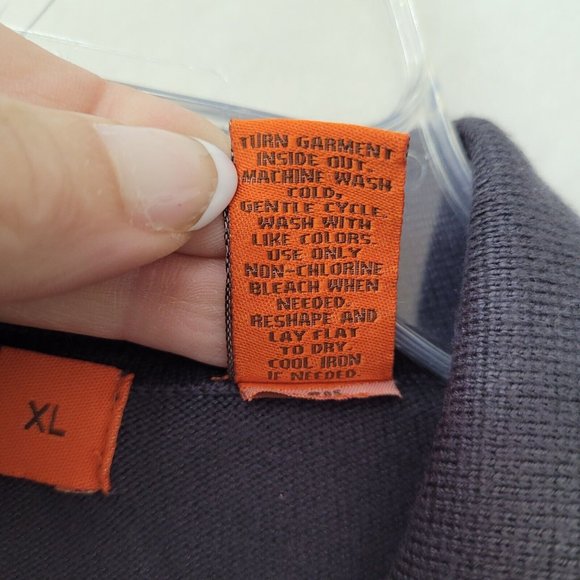 TURN GARMENT
INSIDE OUT.
MACHINE WASH
COLD,
GENTLE CYCLE.
WASH WITH
LIKE COLORS.
USE ONLY
NON-CHLORINE
BLEACH WHEN
NEEDED.
RESHAPE AND
LAY FLAT
TO DRY.
COOL IRON
IF NEEDED.
XL